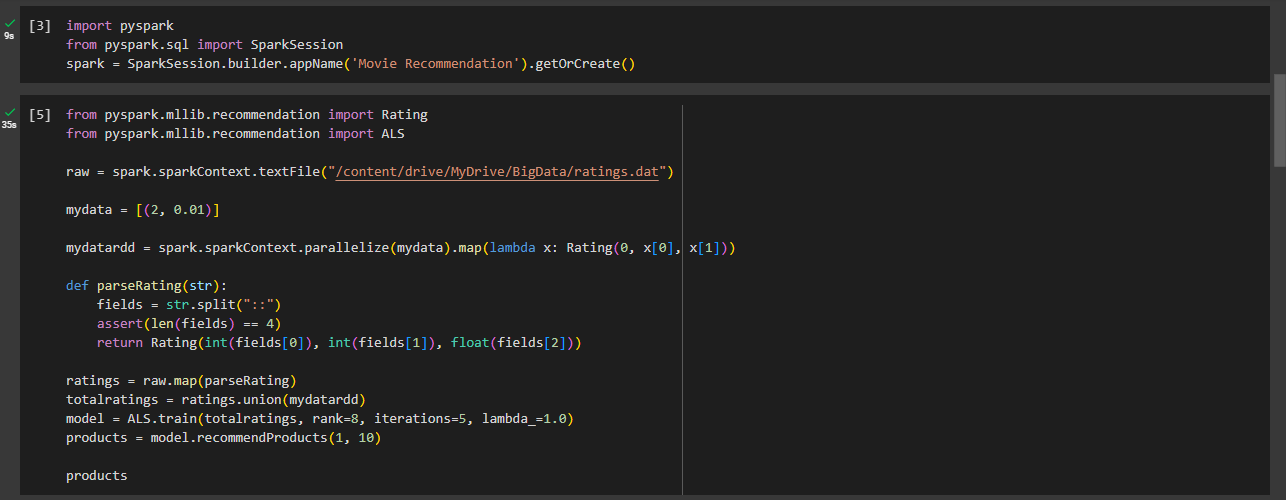 [3] import pyspark
from pyspark.sql import SparkSession
spark = SparkSession.builder.appName('Movie Recommendation').getOrCreate()
9s
[5] from pyspark.mllib.recommendation import Rating
from pyspark.mllib.recommendation import ALS
35s
raw = spark.sparkContext.textFile("/content/drive/MyDrive/BigData/ratings.dat")
mydata = [(2, 0.01)]
mydatardd = spark.sparkContext.parallelize(mydata).map(lambda x: Rating(0, x[0], x[1]))
def parseRating(str):
    fields = str.split("::")
    assert(len(fields) == 4)
    return Rating(int(fields[0]), int(fields[1]), float(fields[2]))
ratings = raw.map(parseRating)
totalratings = ratings.union(mydatardd)
model = ALS.train(totalratings, rank=8, iterations=5, lambda_=1.0)
products = model.recommendProducts(1, 10)
products